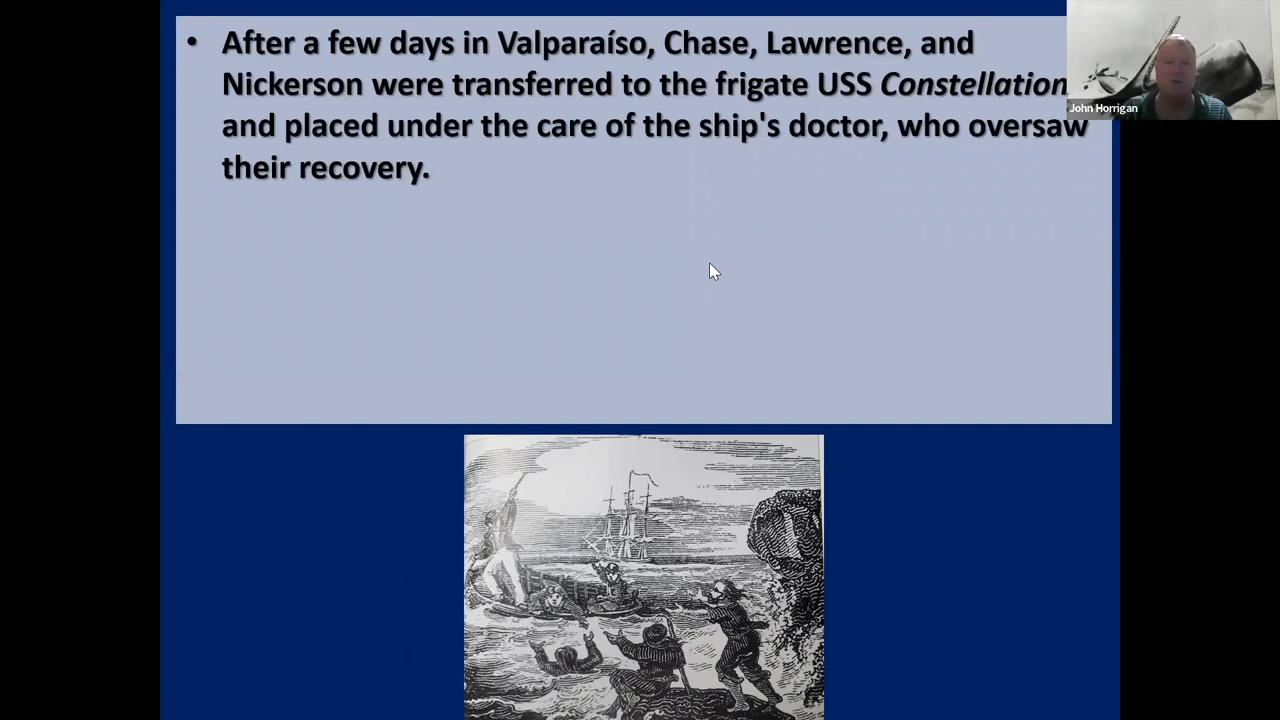 • After a few days in Valparaíso, Chase, Lawrence, and
Nickerson were transferred to the frigate USS Constellation
and placed under the care of the ship's doctor, who oversaw
their recovery.
John Horrigan